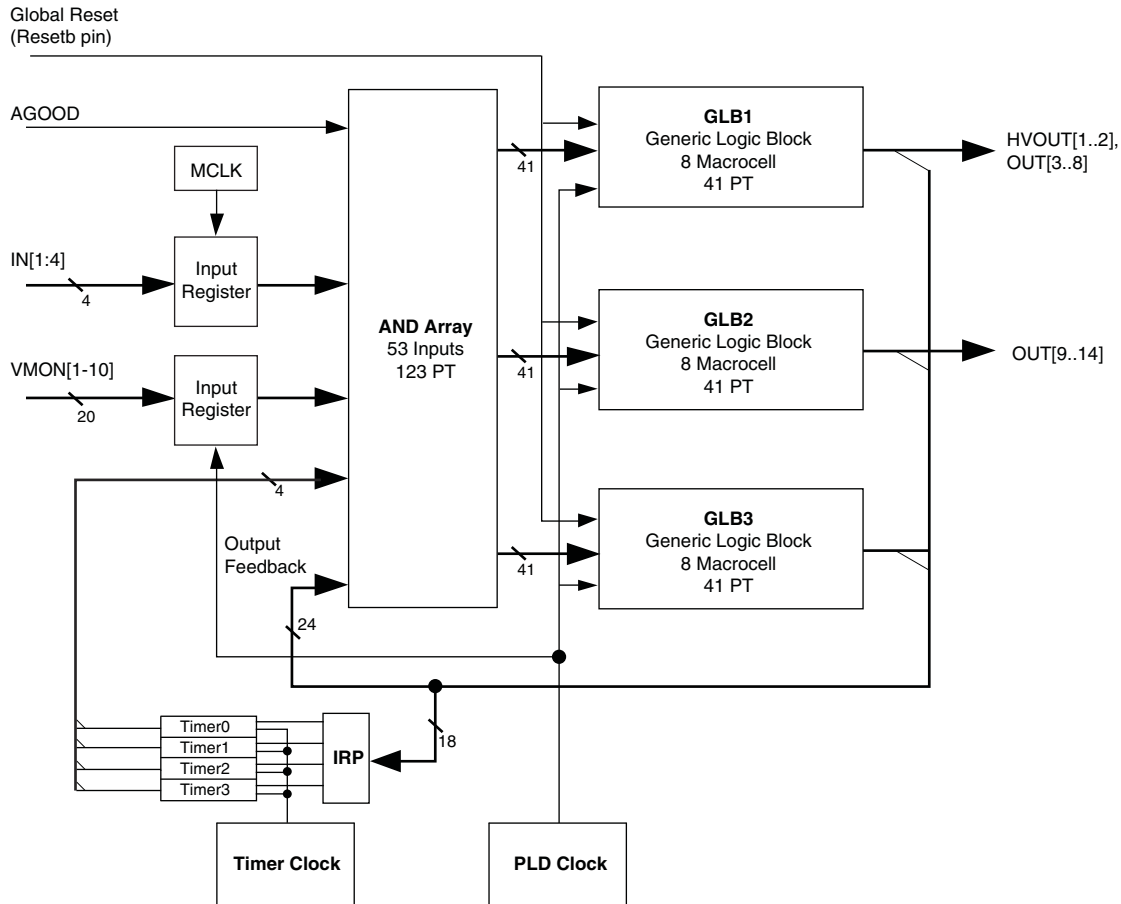 Global Reset
(Resetb pin)
AGOOD
MCLK
IN[1:4]
4
Input
Register
VMON[1-10]
20
Input
Register
AND Array
53 Inputs
123 PT
4
Output
Feedback
24
41
41
41
GLB1
Generic Logic Block
8 Macrocell
41 PT
GLB2
Generic Logic Block
8 Macrocell
41 PT
GLB3
Generic Logic Block
8 Macrocell
41 PT
HVOUT[1..2],
OUT[3..8]
OUT[9..14]
18
Timer0
Timer1
Timer2
Timer3
IRP
Timer Clock
PLD Clock